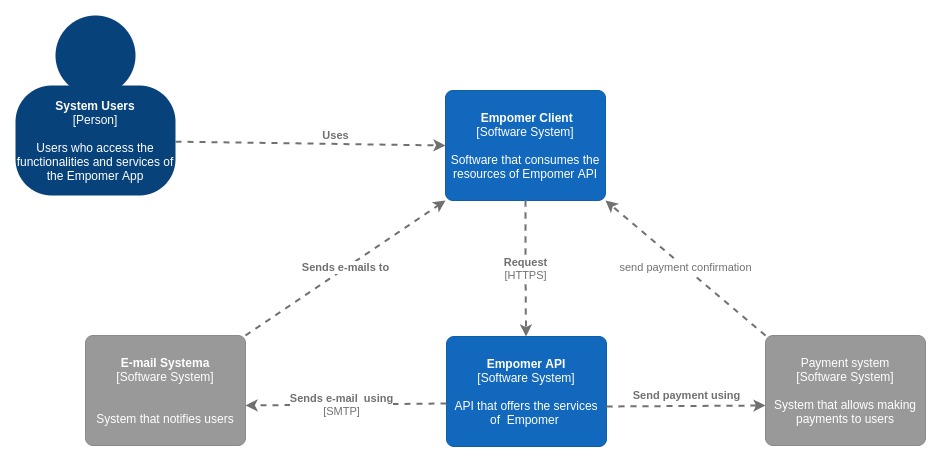 System Users
[Person]
Users who access the
functionalities and services of
the Empomer App
Uses
Empomer Client
[Software System]
Software that consumes the
resources of Empomer API
Sends e-mails to
Request
[HTTPS]
send payment confirmation
E-mail Systema
[Software System]
System that notifies users
Sends e-mail  using
[SMTP]
Empomer API
[Software System]
API that offers the services
of  Empomer
Send payment using
Payment system
[Software System]
System that allows making
payments to users